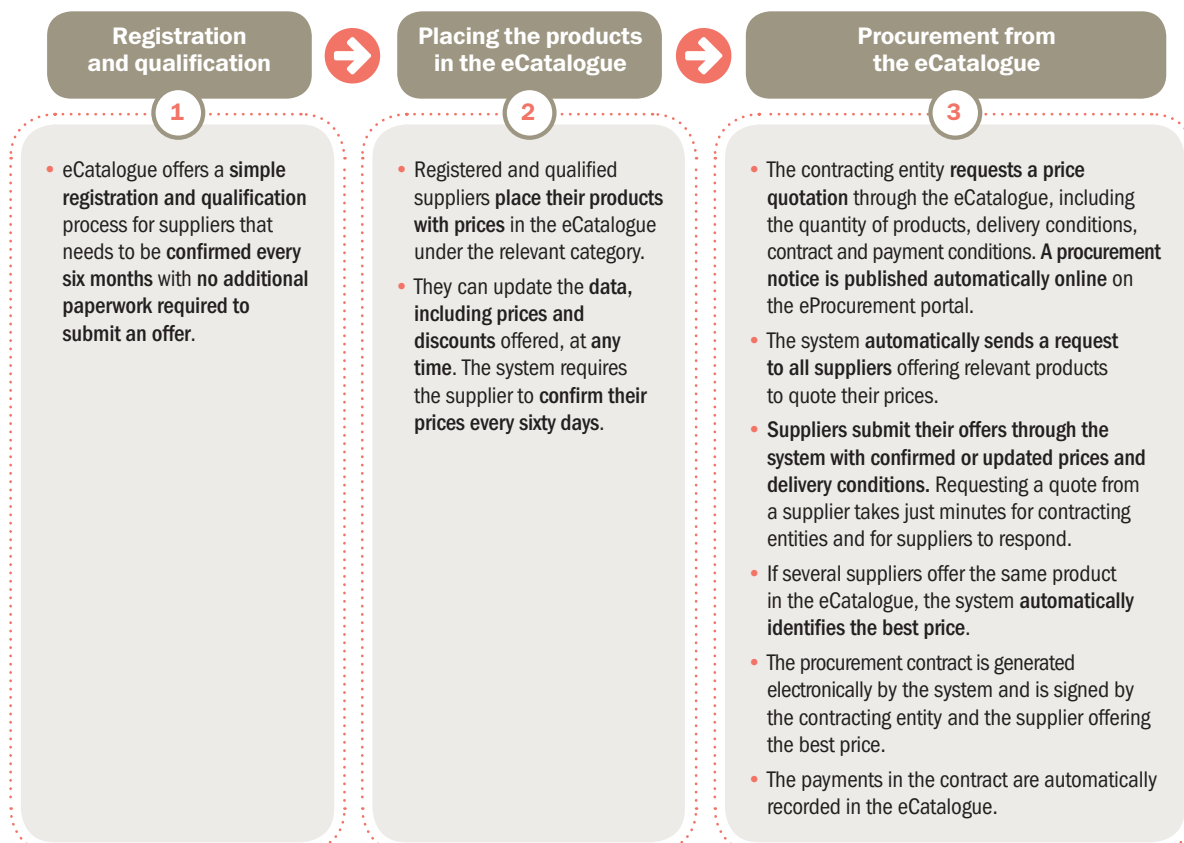 Registration
and qualification
1
• eCatalogue offers a simple
registration and qualification
process for suppliers that
needs to be confirmed every
six months with no additional
paperwork required to
submit an offer.
Placing the products
in the eCatalogue
2
• Registered and qualified
suppliers place their products
with prices in the eCatalogue
under the relevant category.
• They can update the data,
including prices and
discounts offered, at any
time. The system requires
the supplier to confirm their
prices every sixty days.
Procurement from
the eCatalogue
3
• The contracting entity requests a price
quotation through the eCatalogue, including
the quantity of products, delivery conditions,
contract and payment conditions. A procurement
notice is published automatically online on
the eProcurement portal.
• The system automatically sends a request
to all suppliers offering relevant products
to quote their prices.
• Suppliers submit their offers through the
system with confirmed or updated prices and
delivery conditions. Requesting a quote from
a supplier takes just minutes for contracting
entities and for suppliers to respond.
• If several suppliers offer the same product
in the eCatalogue, the system automatically
identifies the best price.
• The procurement contract is generated
electronically by the system and is signed by
the contracting entity and the supplier offering
the best price.
• The payments in the contract are automatically
recorded in the eCatalogue.